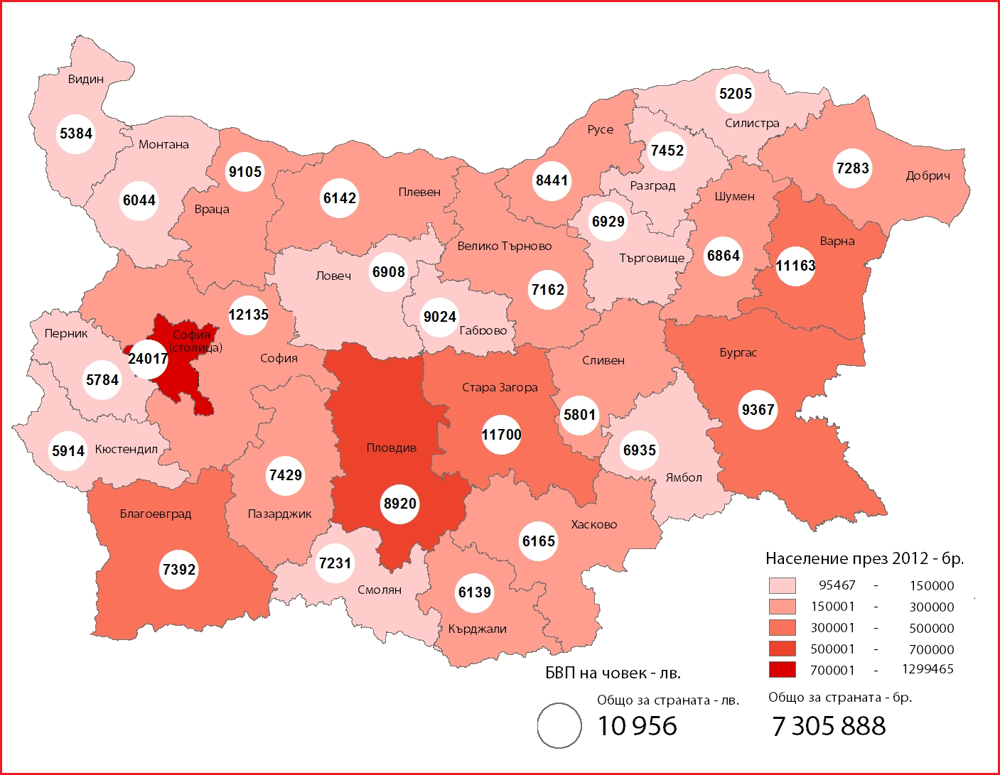 Видин
5384
Монтана
6044
9105
Враца
6142
Плевен
Русе
8441
5205
Силистра
7452
Разград
7283
Добрич
6929
Търговище
Шумен
6864
Варна
11163
Велико Търново
7162
Ловеч
6908
9024
Габрово
12135
София
София
(столица)
24017
Перник
5784
5914
Кюстендил
Благоевград
7392
7429
Пазарджик
Пловдив
8920
Стара Загора
11700
Сливен
5801
Бургас
9367
6935
Ямбол
Хасково
6165
7231
Смолян
6139
Кърджали
Население през 2012 - бр.
95467 - 150000
150001 - 300000
300001 - 500000
500001 - 700000
700001 - 1299465
БВП на човек - лв.
Общо за страната - лв.
10 956
Общо за страната - бр.
7 305 888